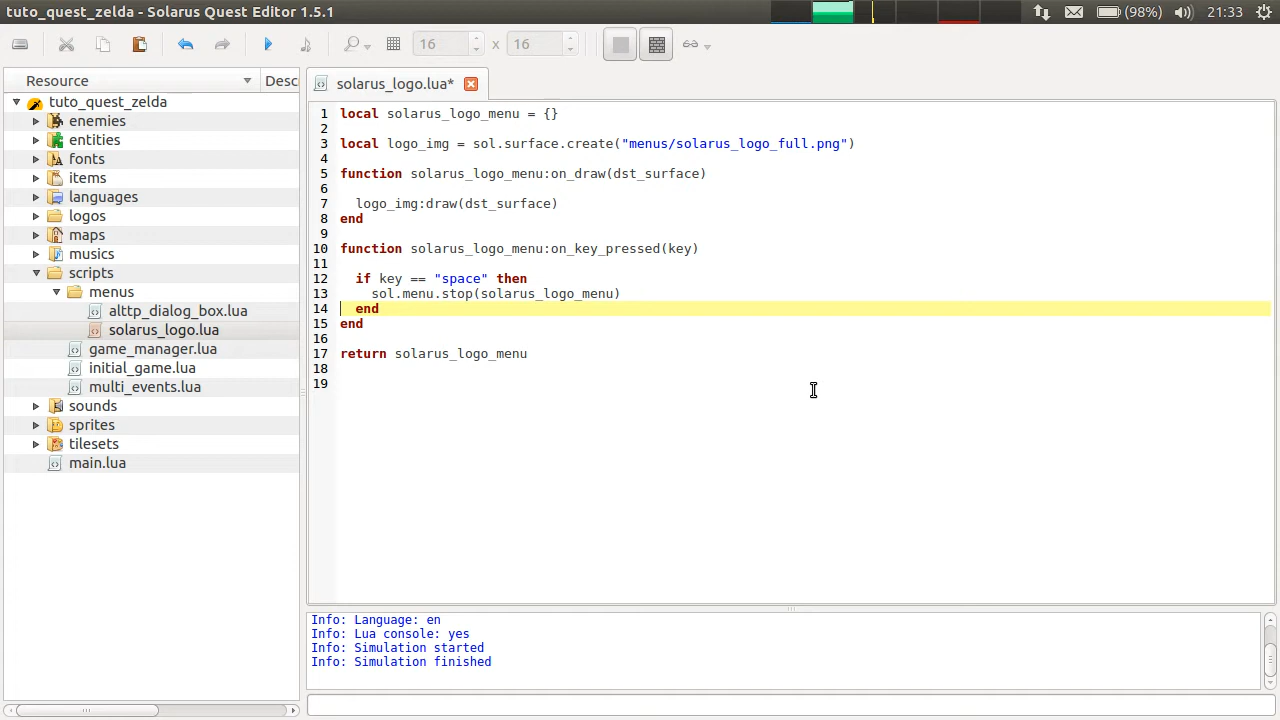 tuto_quest_zelda - Solarus Quest Editor 1.5.1
(98%)
21:33
16 x 16
Resource
Desc
tuto_quest_zelda
enemies
entities
fonts
items
languages
logos
maps
musics
scripts
menus
alttp_dialog_box.lua
solarus_logo.lua
game_manager.lua
initial_game.lua
multi_events.lua
sounds
sprites
tilesets
main.lua
solarus_logo.lua*
1 local solarus_logo_menu = {}
2
3 local logo_img = sol.surface.create("menus/solarus_logo_full.png")
4
5 function solarus_logo_menu:on_draw(dst_surface)
6
7 logo_img:draw(dst_surface)
8 end
9
10 function solarus_logo_menu:on_key_pressed(key)
11
12 if key == "space" then
13 sol.menu.stop(solarus_logo_menu)
14 end
15 end
16
17 return solarus_logo_menu
18
19
Info: Language: en
Info: Lua console: yes
Info: Simulation started
Info: Simulation finished